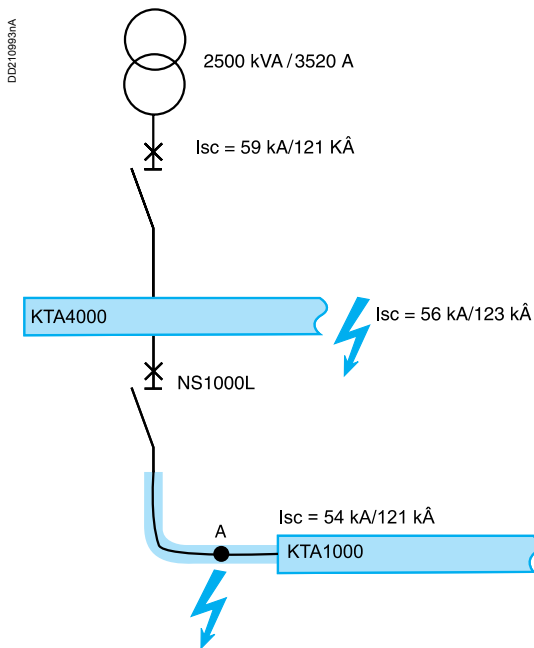 DD210993nA
2500 kVA / 3520 A
Isc = 59 kA/121 KÂ
KTA4000
Isc = 56 kA/123 kÂ
NS1000L
Isc = 54 kA/121 kÂ
A
KTA1000